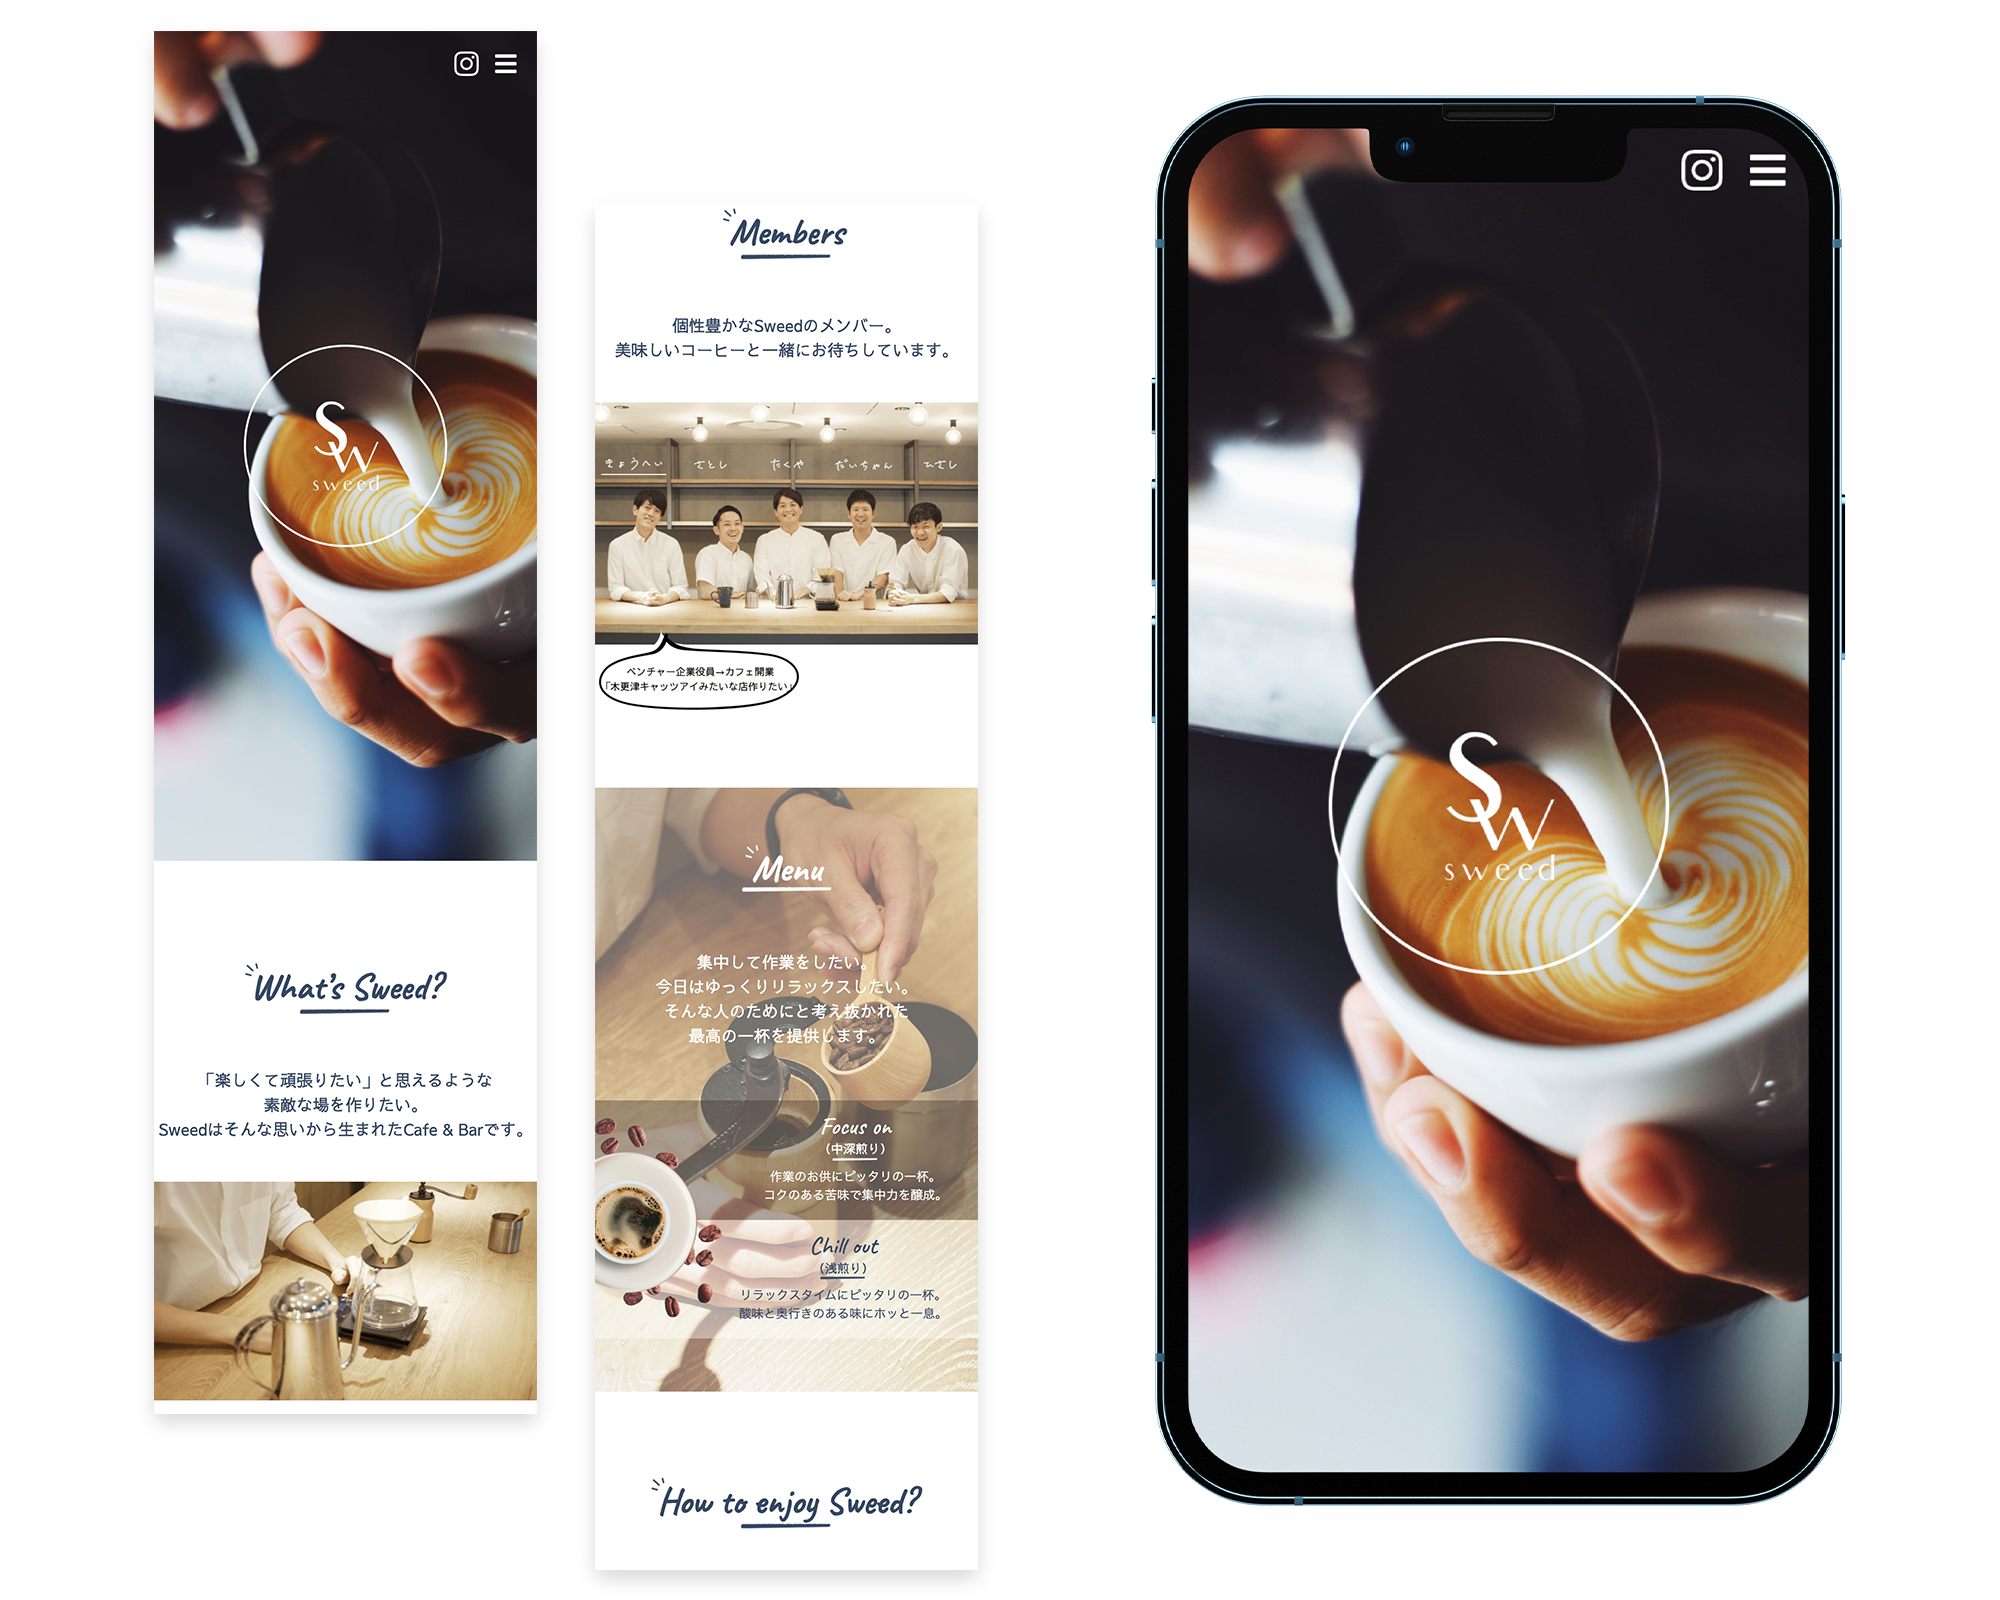 SW
sweed
What's Sweed?
「楽しくて頑張りたい」と思えるような
素敵な場を作りたい。
Sweedはそんな思いから生まれたCafe & Barです。
Members
個性豊かなSweedのメンバー。
美味しいコーヒーと一緒にお待ちしています。
きょうへい さとし たくや だいちゃん ひさし
ベンチャー企業役員→カフェ開業
「木更津キャッツアイみたいな店作りたい」
Menu
集中して作業をしたい。
今日はゆっくりリラックスしたい。
そんな人のためにと考え抜かれた
最高の一杯を提供します。
Focus on
(中深煎り)
作業のお供にピッタリの一杯。
コクのある苦味で集中力を醸成。
Chill out
(浅煎り)
リラックスタイムにピッタリの一杯。
酸味と奥行きのある味にホッと一息。
How to enjoy Sweed?
SW
sweed